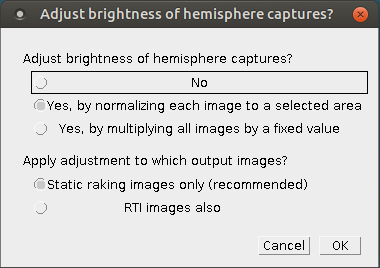 Adjust brightness of hemisphere captures?
Adjust brightness of hemisphere captures?
No
Yes, by normalizing each image to a selected area
Yes, by multiplying all images by a fixed value
Apply adjustment to which output images?
Static raking images only (recommended)
RTI images also
Cancel OK